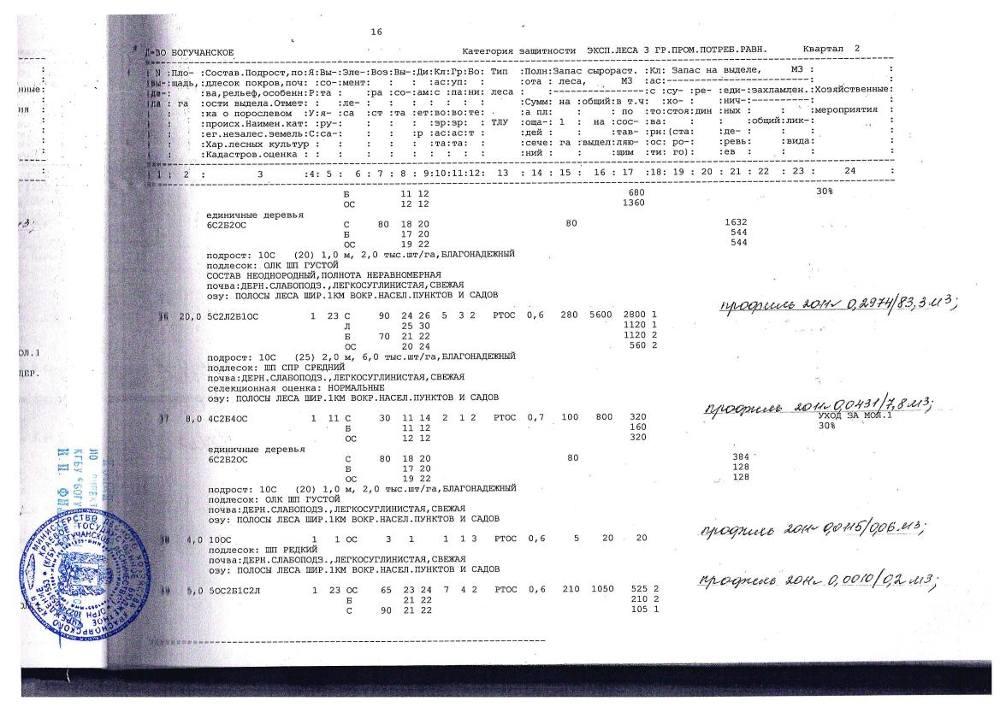 16
Л-ВО БОГУЧАНСКОЕ Категория защитности ЭКСП.ЛЕСА 3 ГР.ПРОМ.ПОТРЕБ.РАВН. Квартал 2
: N :Пло- :Состав.Подрост,по:Я:Вы-:Эле-:Воз:Вы-:Ди:Кл:Гр:Во: Тип :Полн:Запас сырораст. :Кл: Запас на выделе, М3 : :
:вы-:щадь,:длесок покров,поч: :со-:мент: : : :ас:уп: : :ота : леса, М3 :ас:---------------------------: :
:де- : :ва,рельеф,особенн:Р:та : :ра :со-:ам:с :па:ни: леса : :----------------:с :су- :ре- :еди-:захламлен.:Хозяйственные:
:ла : га :ости выдела.Отмет: : :ле- : : : : : : : : :Сумм: на :общий:в т.ч: :хо- : :нич-:----------: :
: : :ка о порослевом :У:я- :са :ст :та :ет:во:во:те: :а пл: : : по :то:стоя:дин :ных : : :мероприятия :
: : :происх.Наимен.кат: :ру-: : : : :зр:зр: : ТЛУ :оща-: 1 : на :сос- :ва: : : :общий:лик-: :
: : :ег.незалес.земель:С:са-: : : :р :ас:ас:т : :дей : : :тав- :рн:(ста: :де- : : : :
: : :Хар.лесных культур : : : : : : :та:та: : :сече: га :выдел:ляю- :ос: ро-: :ревь: :вида: :
: : :Кадастров.оценка : : : : : : : : : : : :ний : : :щим :ти: го): :ев : : : :
: 1 : 2 : 3 :4: 5 : 6 : 7 : 8 : 9:10:11:12: 13 : 14 : 15 : 16 : 17 :18: 19 : 20 : 21 : 22 : 23 : 24 :
Б 11 12 680 30%
ОС 12 12 1360
единичные деревья
6С2Б2ОС С 80 18 20 80 1632
Б 17 20 544
ОС 19 22 544
подрост: 10С (20) 1,0 м, 2,0 тыс.шт/га,БЛАГОНАДЕЖНЫЙ
подлесок: ОЛК ШП ГУСТОЙ
СОСТАВ НЕОДНОРОДНЫЙ,ПОЛНОТА НЕРАВНОМЕРНАЯ
почва:ДЕРН.СЛАБОПОДЗ.,ЛЕГКОСУГЛИНИСТАЯ,СВЕЖАЯ
озу: ПОЛОСЫ ЛЕСА ШИР.1КМ ВОКР.НАСЕЛ.ПУНКТОВ И САДОВ
профиль 2011г 0,2974/83,3 м3;
36 20,0 5С2Л2Б1ОС 1 23 С 90 24 26 5 3 2 РТОС 0,6 280 5600 2800 1
Л 25 30 1120 1
Б 70 21 22 1120 2
ОС 20 24 560 2
подрост: 10С (25) 2,0 м, 6,0 тыс.шт/га,БЛАГОНАДЕЖНЫЙ
подлесок: ШП СПР СРЕДНИЙ
почва:ДЕРН.СЛАБОПОДЗ.,ЛЕГКОСУГЛИНИСТАЯ,СВЕЖАЯ
селекционная оценка: НОРМАЛЬНЫЕ
озу: ПОЛОСЫ ЛЕСА ШИР.1КМ ВОКР.НАСЕЛ.ПУНКТОВ И САДОВ
профиль 2011г 0,0431/7,8 м3;
37 8,0 4С2Б4ОС 1 11 С 30 11 14 2 1 2 РТОС 0,7 100 800 320 УХОД ЗА МОЛ.1
Б 11 12 160 30%
ОС 12 12 320
единичные деревья
6С2Б2ОС С 80 18 20 80 384
Б 17 20 128
ОС 19 22 128
подрост: 10С (20) 1,0 м, 2,0 тыс.шт/га,БЛАГОНАДЕЖНЫЙ
подлесок: ОЛК ШП ГУСТОЙ
почва:ДЕРН.СЛАБОПОДЗ.,ЛЕГКОСУГЛИНИСТАЯ,СВЕЖАЯ
озу: ПОЛОСЫ ЛЕСА ШИР.1КМ ВОКР.НАСЕЛ.ПУНКТОВ И САДОВ
профиль 2011г 0,0115/0,06 м3;
38 4,0 10ОС 1 1 ОС 3 1 1 1 3 РТОС 0,6 5 20 20
подлесок: ШП РЕДКИЙ
почва:ДЕРН.СЛАБОПОДЗ.,ЛЕГКОСУГЛИНИСТАЯ,СВЕЖАЯ
озу: ПОЛОСЫ ЛЕСА ШИР.1КМ ВОКР.НАСЕЛ.ПУНКТОВ И САДОВ
профиль 2011г 0,0010/0,2 м3;
39 5,0 5ОС2Б1С2Л 1 23 ОС 65 23 24 7 4 2 РТОС 0,6 210 1050 525 2
Б 21 22 210 2
С 90 21 22 105 1